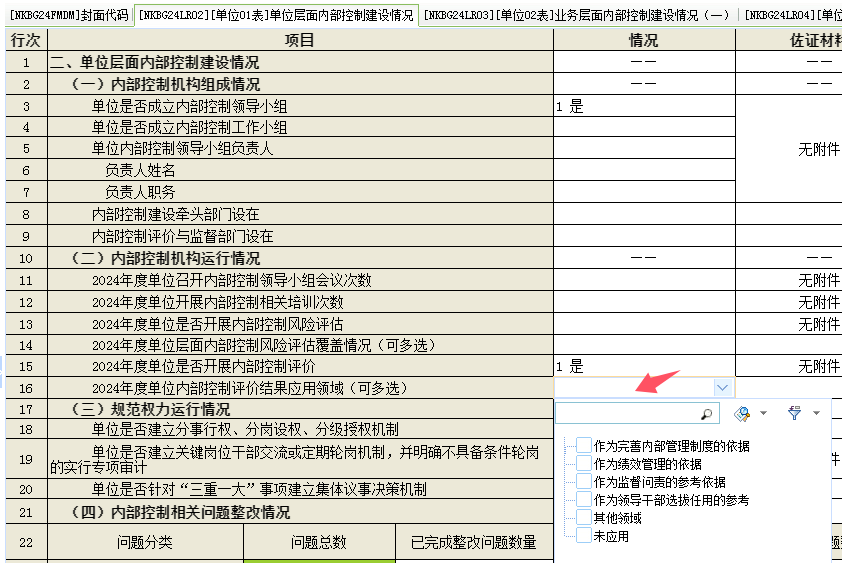 [NKBG24FMDM]封面代码 [NKBG24LR02][单位01表]单位层面内部控制建设情况 [NKBG24LR03][单位02表]业务层面内部控制建设情况（一） [NKBG24LR04][单位
行次 项目 情况 佐证材料
1 二、单位层面内部控制建设情况 —— ——
2 （一）内部控制机构组成情况 —— ——
3 单位是否成立内部控制领导小组 1 是
4 单位是否成立内部控制工作小组
5 单位内部控制领导小组负责人 无附件
6 负责人姓名
7 负责人职务
8 内部控制建设牵头部门设在
9 内部控制评价与监督部门设在
10 （二）内部控制机构运行情况 —— ——
11 2024年度单位召开内部控制领导小组会议次数 无附件
12 2024年度单位开展内部控制相关培训次数 无附件
13 2024年度单位是否开展内部控制风险评估 无附件
14 2024年度单位层面内部控制风险评估覆盖情况（可多选）
15 2024年度单位是否开展内部控制评价 1 是 无附件
16 2024年度单位内部控制评价结果应用领域（可多选）
17 （三）规范权力运行情况
18 单位是否建立分事行权、分岗设权、分级授权机制
19 单位是否建立关键岗位干部交流或定期轮岗机制，并明确不具备条件轮岗
的实行专项审计 件
20 单位是否针对“三重一大”事项建立集体议事决策机制
21 （四）内部控制相关问题整改情况
22 问题分类 问题总数 已完成整改问题数量
作为完善内部管理制度的依据
作为绩效管理的依据
作为监督问责的参考依据
作为领导干部选拔任用的参考
其他领域
未应用